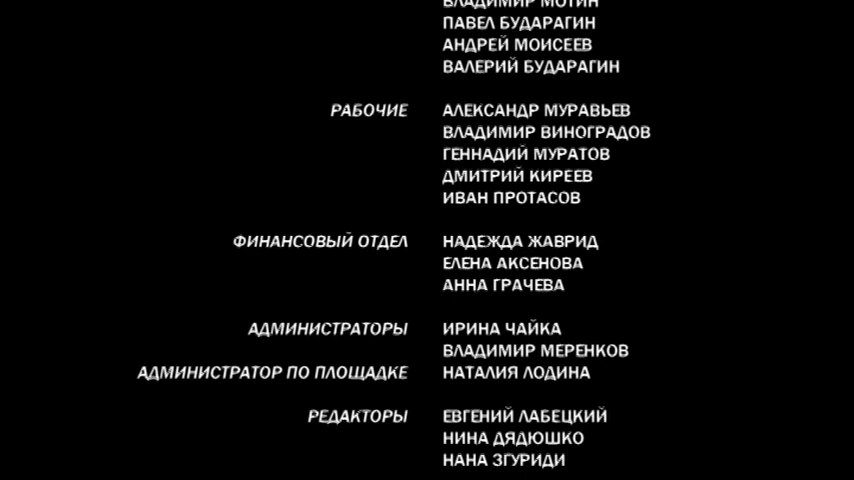 ВЛАДИМИР МОТИН
ПАВЕЛ БУДАРАГИН
АНДРЕЙ МОИСЕЕВ
ВАЛЕРИЙ БУДАРАГИН
РАБОЧИЕ АЛЕКСАНДР МУРАВЬЕВ
ВЛАДИМИР ВИНОГРАДОВ
ГЕННАДИЙ МУРАТОВ
ДМИТРИЙ КИРЕЕВ
ИВАН ПРОТАСОВ
ФИНАНСОВЫЙ ОТДЕЛ НАДЕЖДА ЖАВРИД
ЕЛЕНА АКСЕНОВА
АННА ГРАЧЕВА
АДМИНИСТРАТОРЫ ИРИНА ЧАЙКА
ВЛАДИМИР МЕРЕНКОВ
АДМИНИСТРАТОР ПО ПЛОЩАДКЕ НАТАЛИЯ ЛОДИНА
РЕДАКТОРЫ ЕВГЕНИЙ ЛАБЕЦКИЙ
НИНА ДЯДЮШКО
НАНА ЗГУРИДИ